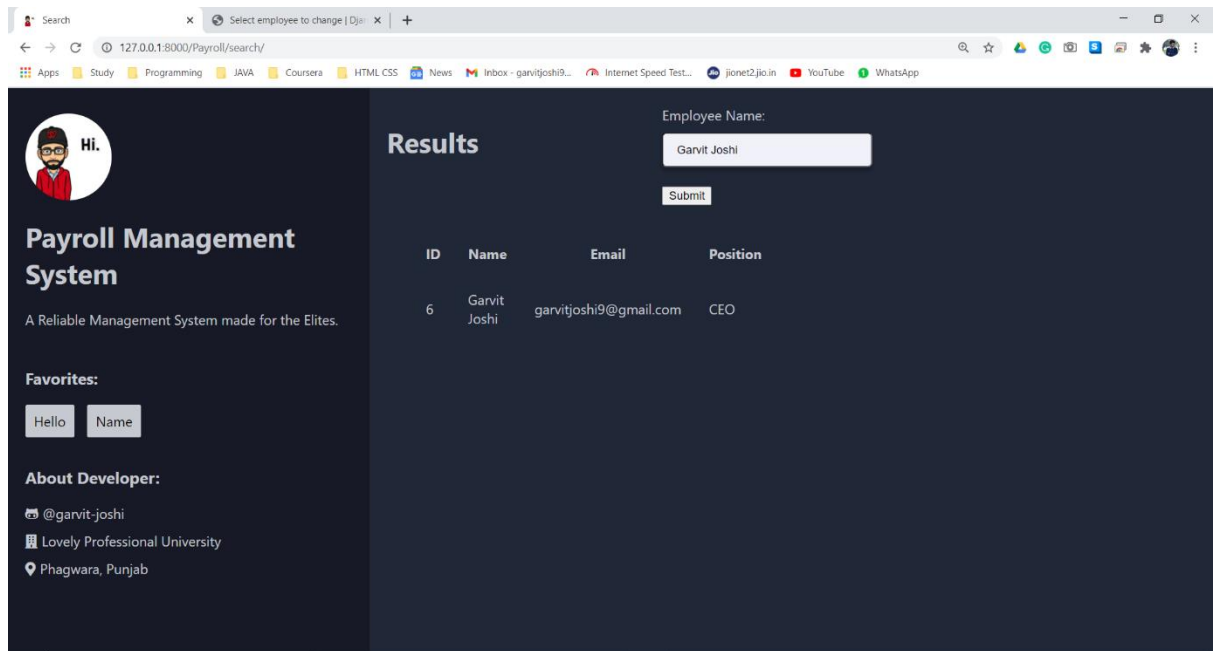 Search
Select employee to change | Djan
127.0.0.1:8000/Payroll/search/
Apps Study Programming JAVA Coursera HTML CSS News Inbox - garvitjoshi9... Internet Speed Test... jionet2.jio.in YouTube WhatsApp
Hi.
Payroll Management
System
A Reliable Management System made for the Elites.
Favorites:
Hello Name
About Developer:
@garvit-joshi
Lovely Professional University
Phagwara, Punjab
Results
Employee Name:
Garvit Joshi
Submit
ID Name Email Position
6 Garvit Joshi garvitjoshi9@gmail.com CEO